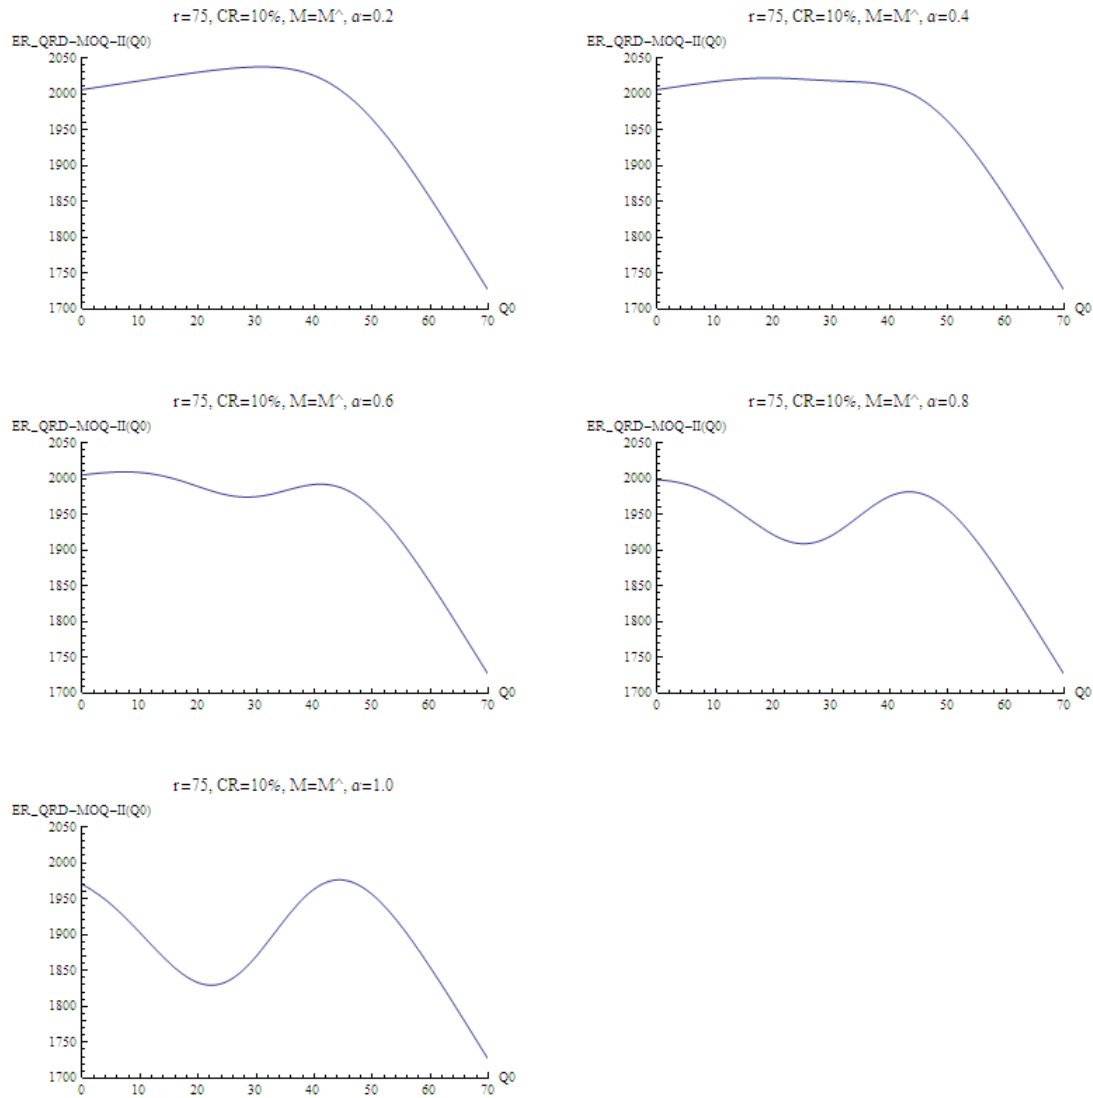 r=75, CR=10%, M=M^, α=0.2
ER_QRD-MOQ-II(Q0)
2050
2000
1950
1900
1850
1800
1750
1700
0 10 20 30 40 50 60 70
Q0
r=75, CR=10%, M=M^, α=0.4
ER_QRD-MOQ-II(Q0)
2050
2000
1950
1900
1850
1800
1750
1700
0 10 20 30 40 50 60 70
Q0
r=75, CR=10%, M=M^, α=0.6
ER_QRD-MOQ-II(Q0)
2050
2000
1950
1900
1850
1800
1750
1700
0 10 20 30 40 50 60 70
Q0
r=75, CR=10%, M=M^, α=0.8
ER_QRD-MOQ-II(Q0)
2050
2000
1950
1900
1850
1800
1750
1700
0 10 20 30 40 50 60 70
Q0
r=75, CR=10%, M=M^, α=1.0
ER_QRD-MOQ-II(Q0)
2050
2000
1950
1900
1850
1800
1750
1700
0 10 20 30 40 50 60 70
Q0